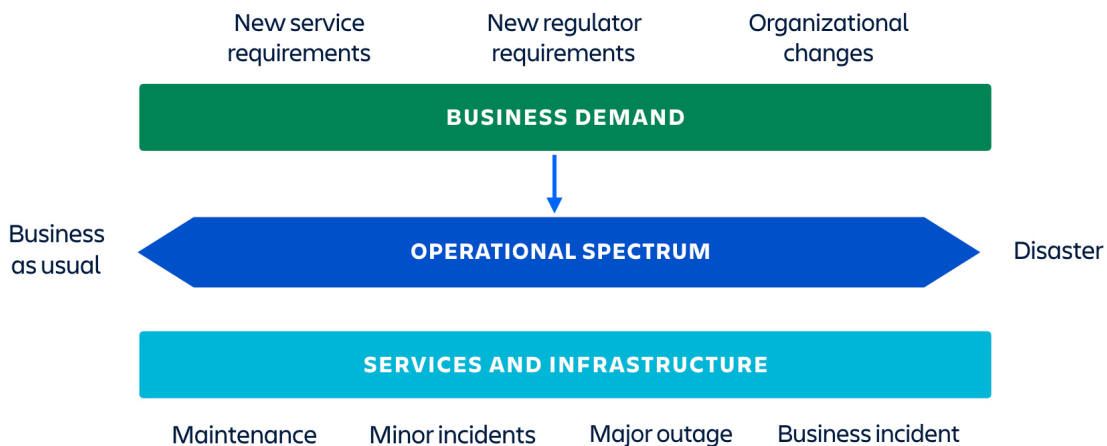 New service
requirements
New regulator
requirements
Organizational
changes
BUSINESS DEMAND
Business
as usual
OPERATIONAL SPECTRUM
Disaster
SERVICES AND INFRASTRUCTURE
Maintenance
Minor incidents
Major outage
Business incident